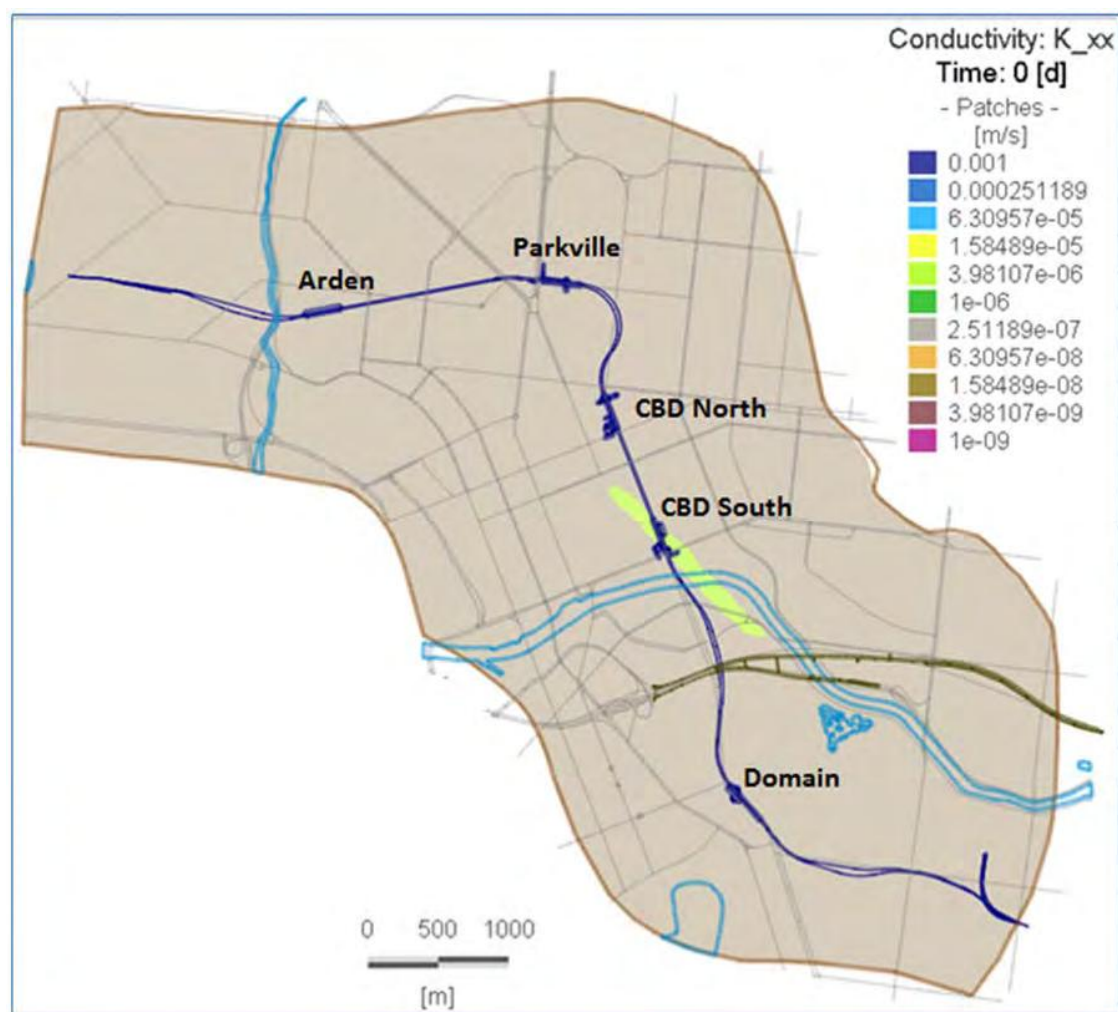 Conductivity: K_xx
Time: 0 [d]
- Patches -
[m/s]
0.001
0.000251189
6.30957e-05
1.58489e-05
3.98107e-06
1e-06
2.51189e-07
6.30957e-08
1.58489e-08
3.98107e-09
1e-09
Parkville
Arden
CBD North
CBD South
Domain
0 500 1000
[m]